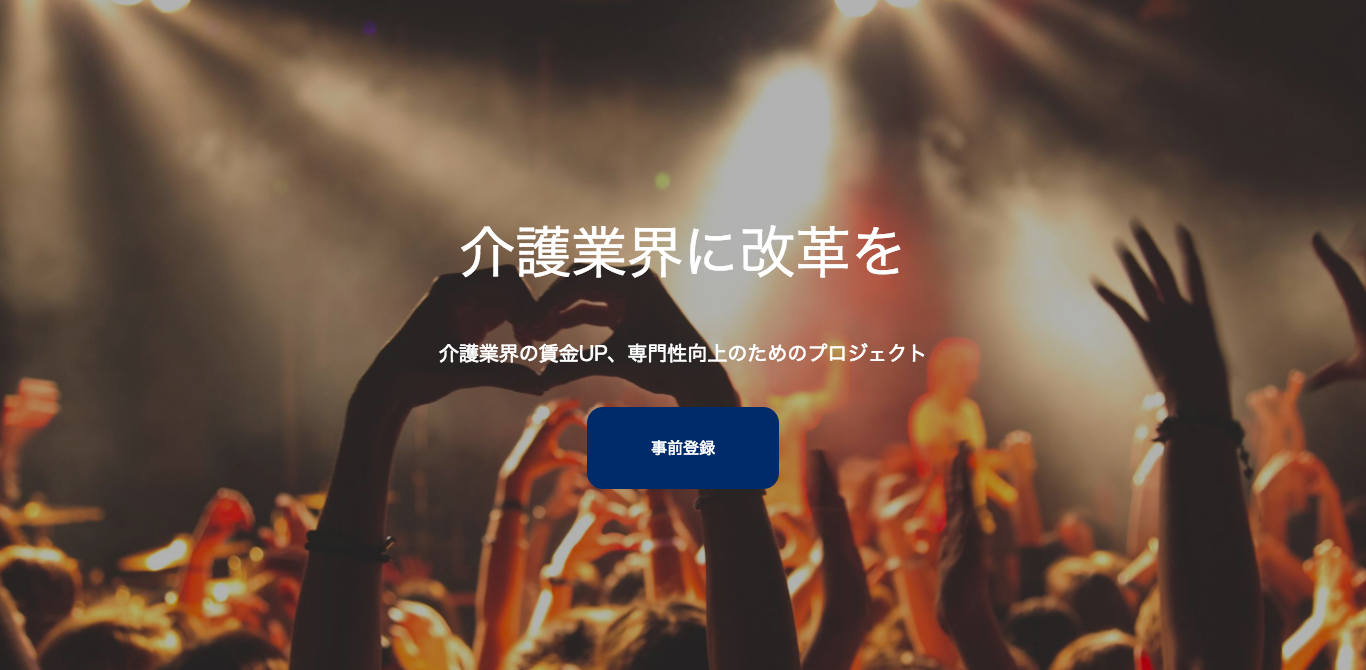 介護業界に改革を
介護業界の賃金UP、専門性向上のためのプロジェクト
事前登録